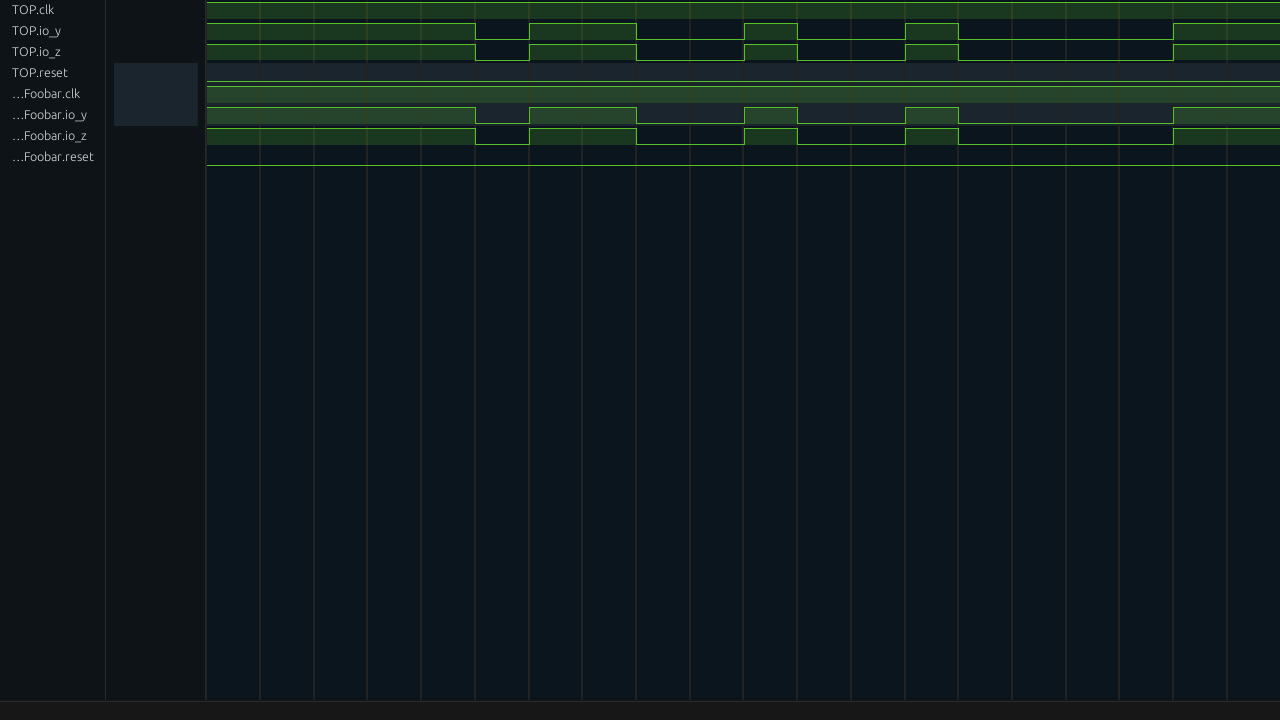 TOP.clk
TOP.io_y
TOP.io_z
TOP.reset
…Foobar.clk
…Foobar.io_y
…Foobar.io_z
…Foobar.reset